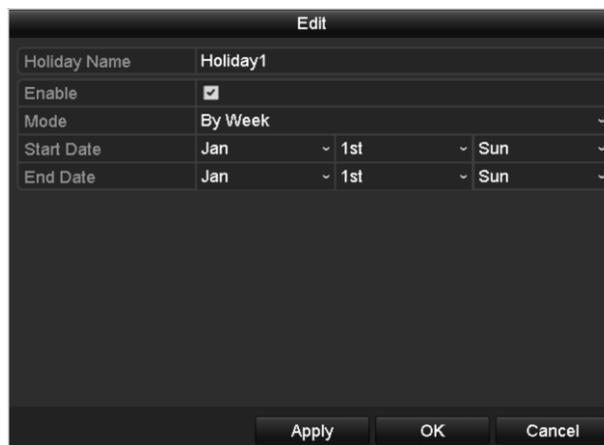 Edit
Holiday Name Holiday1
Enable
Mode By Week
Start Date Jan 1st Sun
End Date Jan 1st Sun
Apply OK Cancel